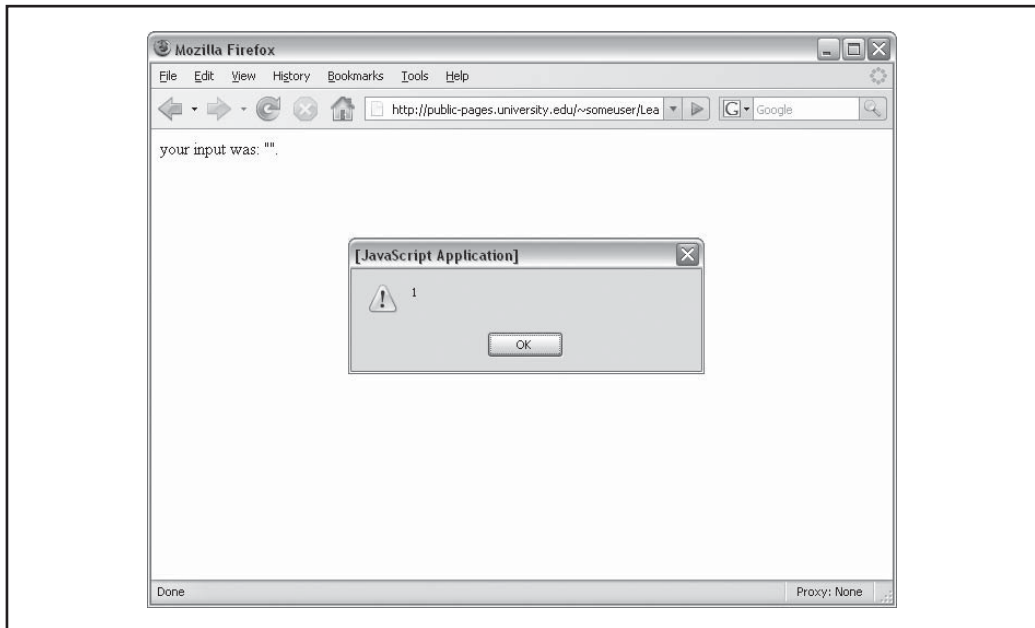 Mozilla Firefox
File Edit View History Bookmarks Tools Help
http://public-pages.university.edu/~someuser/Lea G Google
your input was: "".
[JavaScript Application]
! 1
OK
Done Proxy: None